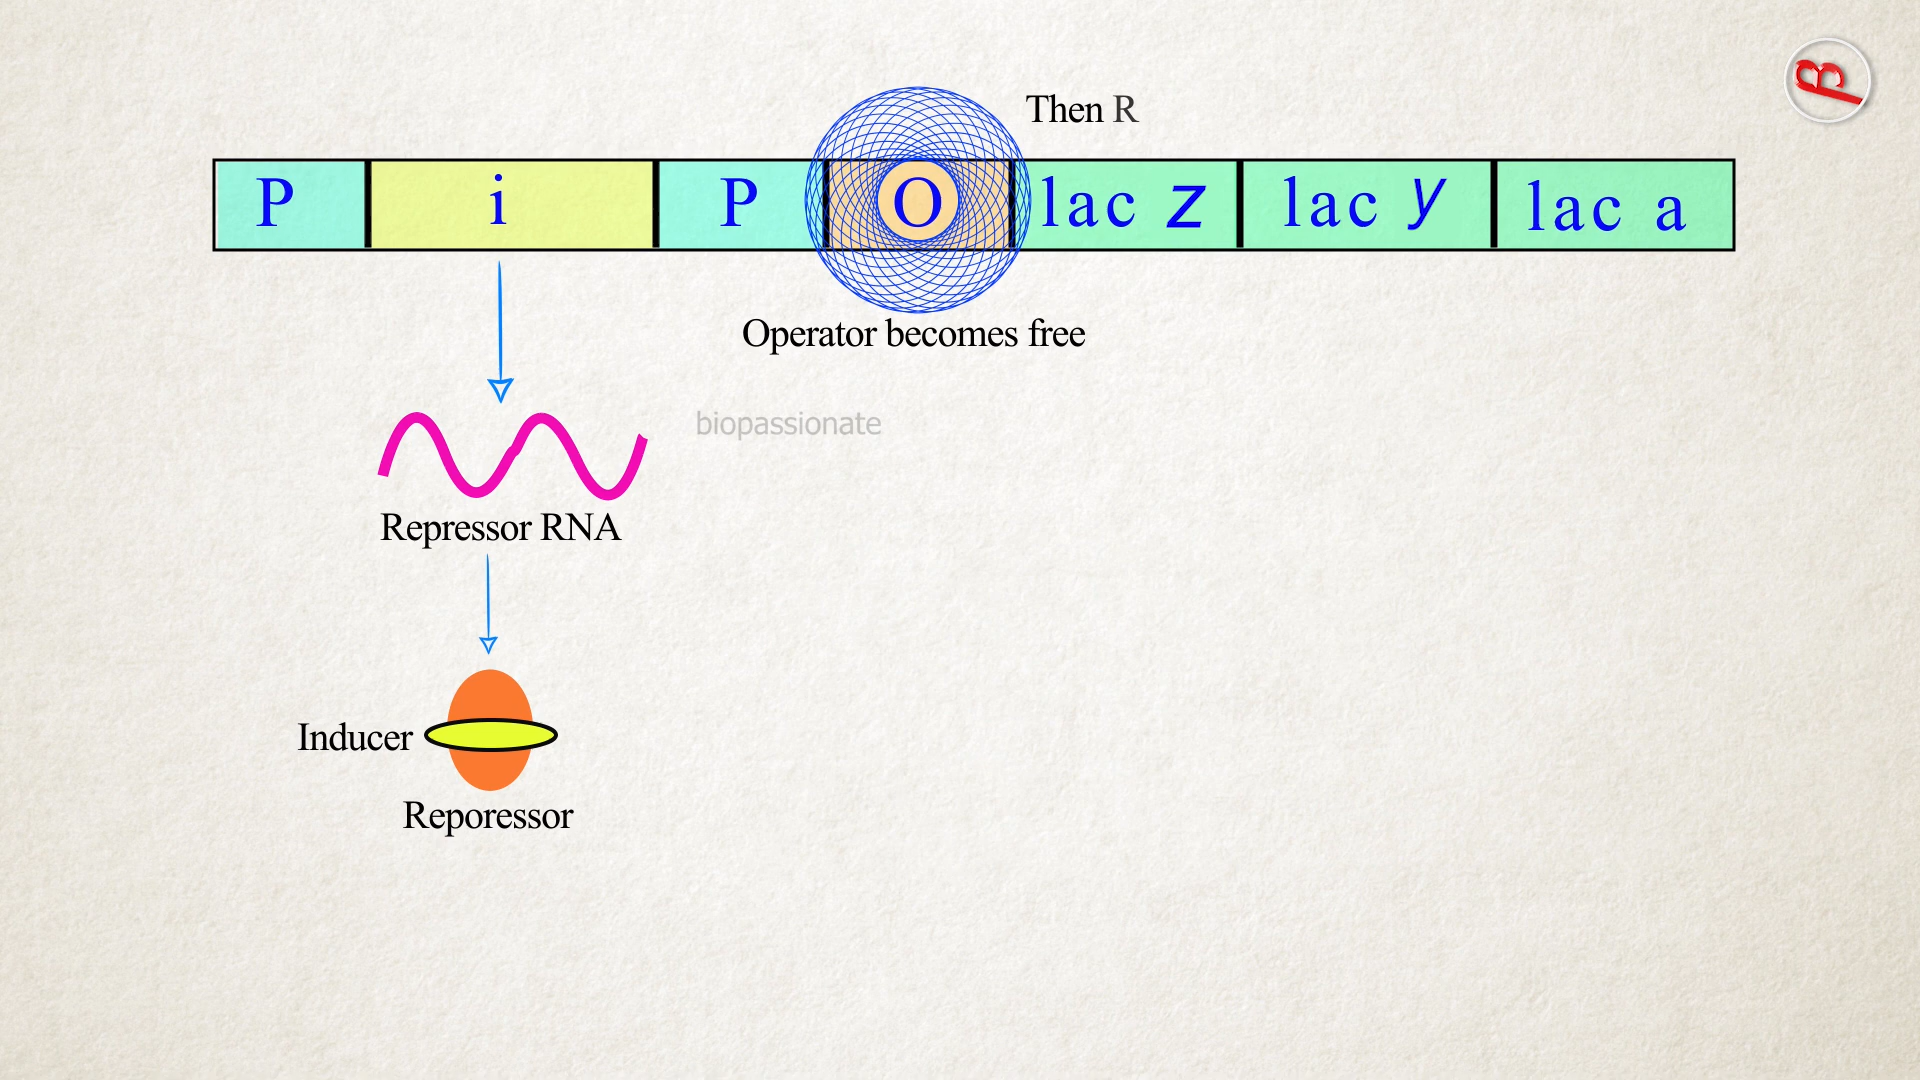 Then R
P i P O lac z lac y lac a
Operator becomes free
biopassionate
Repressor RNA
Inducer
Reporessor